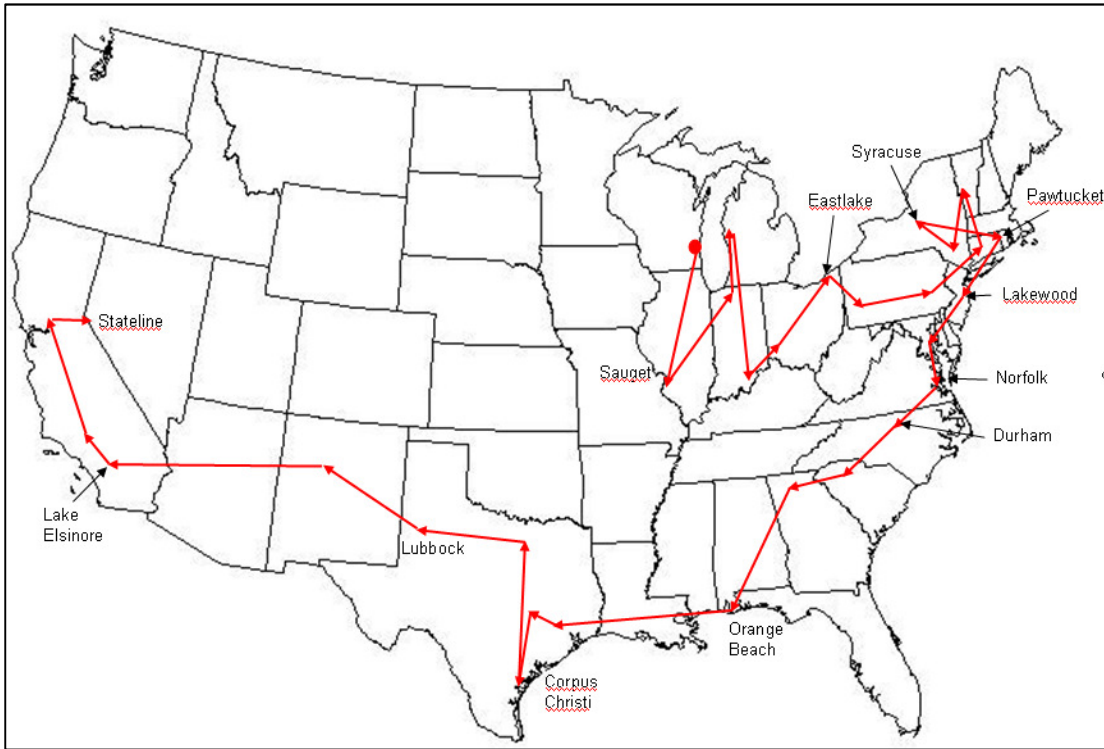 Syracuse
Pawtucket
Eastlake
Lakewood
Stateline
Sauget
Norfolk
Durham
Lake
Elsinore
Lubbock
Orange
Beach
Corpus
Christi